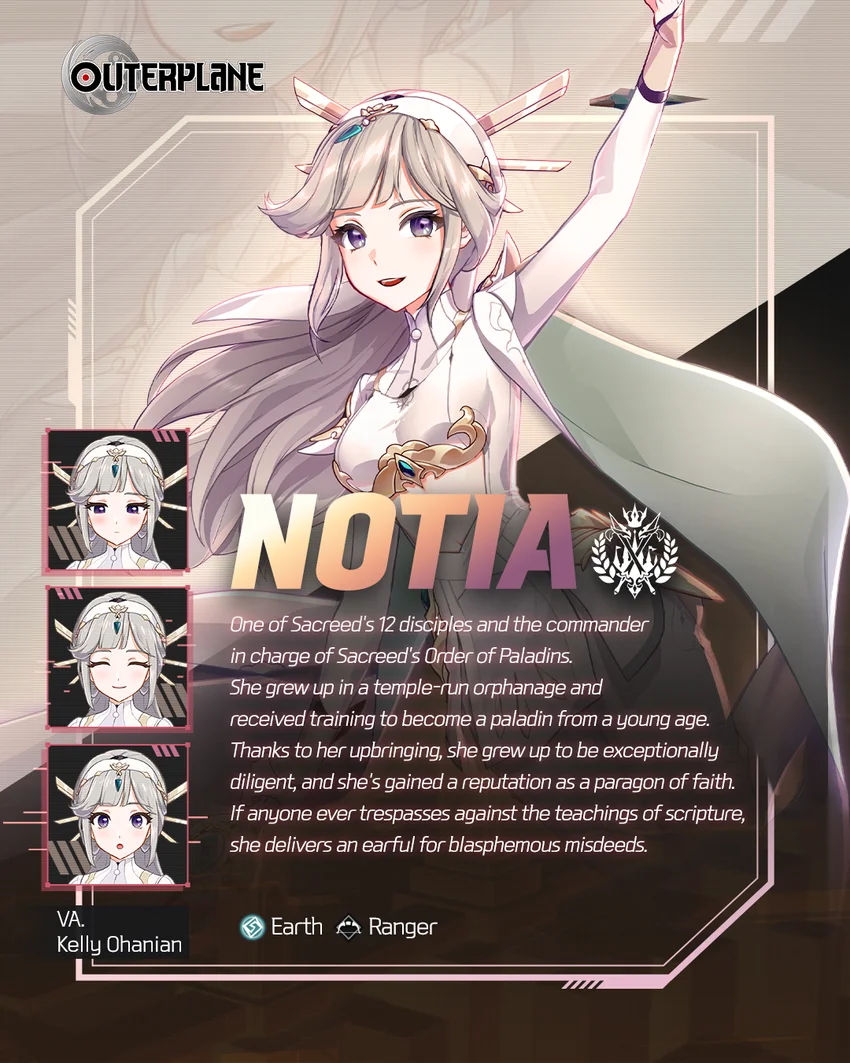 OUTERPLANE
NOTIA
One of Sacreed's 12 disciples and the commander
in charge of Sacreed's Order of Paladins.
She grew up in a temple-run orphanage and
received training to become a paladin from a young age.
Thanks to her upbringing, she grew up to be exceptionally
diligent, and she's gained a reputation as a paragon of faith.
If anyone ever trespasses against the teachings of scripture,
she delivers an earful for blasphemous misdeeds.
VA.
Kelly Ohanian
Earth Ranger